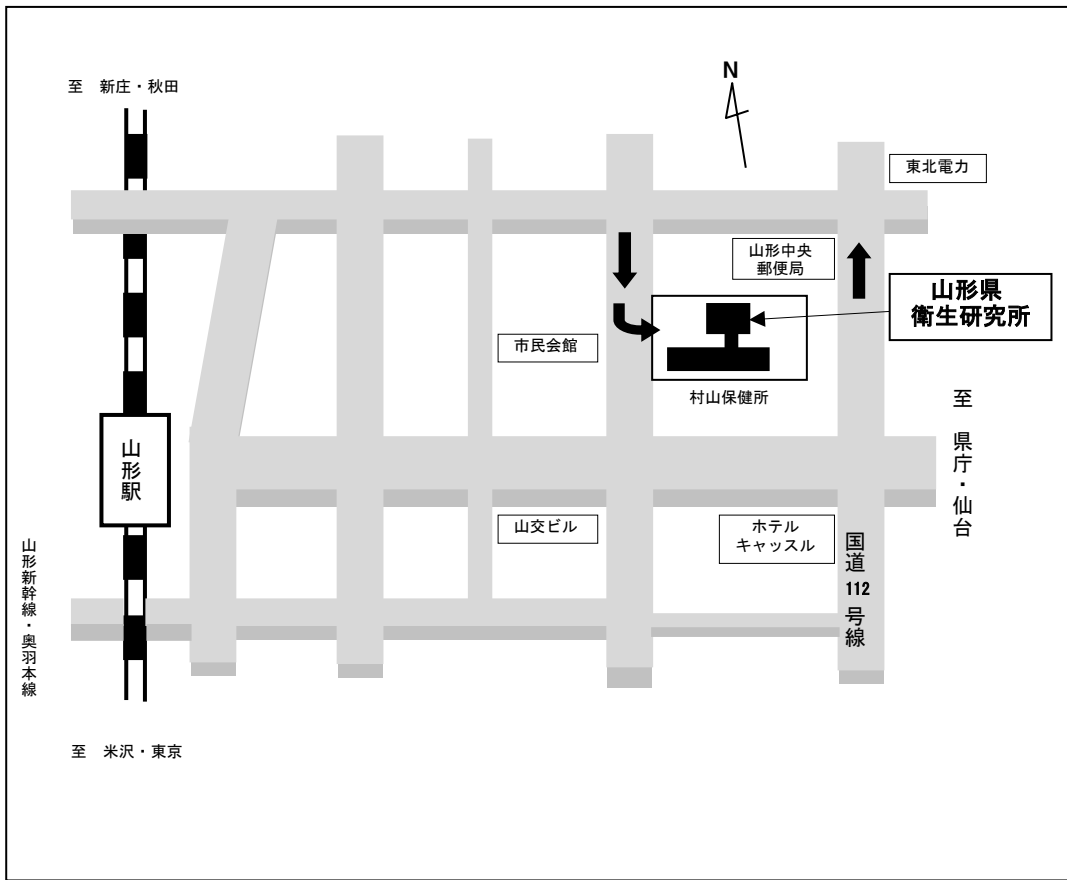 N
至　新庄・秋田
東北電力
山形中央
郵便局
山形県
衛生研究所
市民会館
村山保健所
至　県庁・仙台
山形駅
山交ビル
ホテル
キャッスル
国道112号線
山形新幹線・奥羽本線
至　米沢・東京